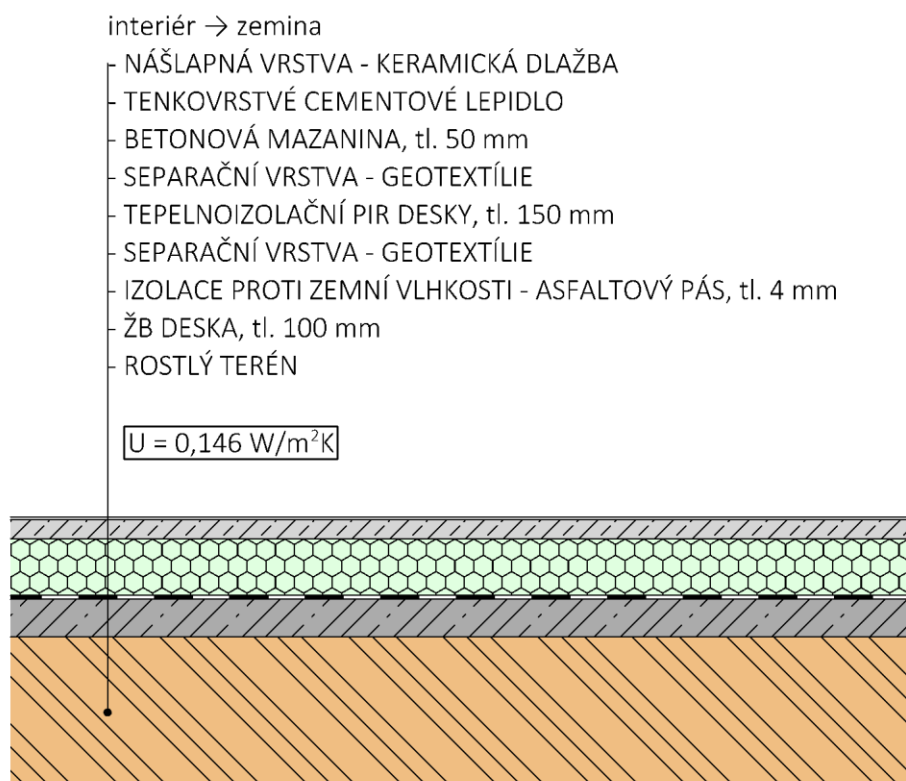 interiér → zemina
NÁŠLAPNÁ VRSTVA - KERAMICKÁ DLAŽBA
TENKOVRSTVÉ CEMENTOVÉ LEPIDLO
BETONOVÁ MAZANINA, tl. 50 mm
SEPARAČNÍ VRSTVA - GEOTEXTÍLIE
TEPELNOIZOLAČNÍ PIR DESKY, tl. 150 mm
SEPARAČNÍ VRSTVA - GEOTEXTÍLIE
IZOLACE PROTI ZEMNÍ VLHKOSTI - ASFALTOVÝ PÁS, tl. 4 mm
ŽB DESKA, tl. 100 mm
ROSTLÝ TERÉN
U = 0,146 W/m²K